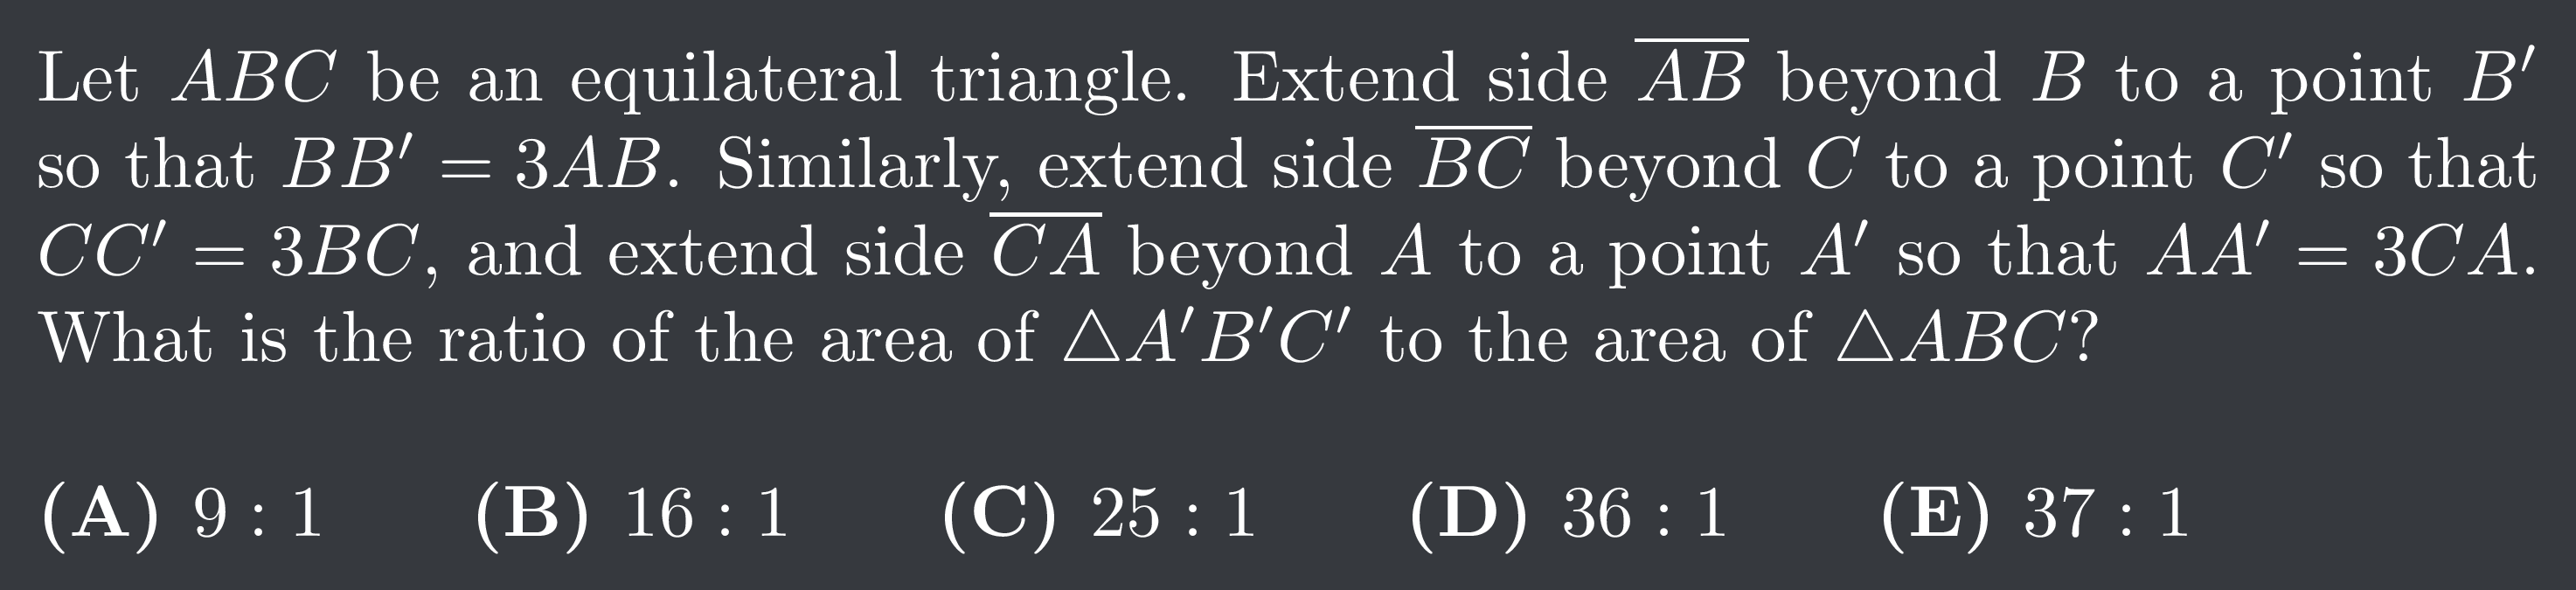 Let ABC be an equilateral triangle. Extend side \overline{AB} beyond B to a point B′
so that BB′ = 3AB. Similarly, extend side \overline{BC} beyond C to a point C′ so that
CC′ = 3BC, and extend side \overline{CA} beyond A to a point A′ so that AA′ = 3CA.
What is the ratio of the area of △A′B′C′ to the area of △ABC?
(A) 9 : 1 (B) 16 : 1 (C) 25 : 1 (D) 36 : 1 (E) 37 : 1